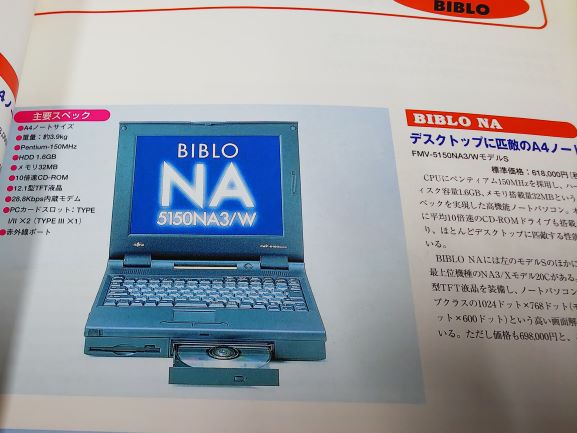 BIBLO
主要スペック
●A4ノートサイズ
●重量：約3.9kg
●Pentium-150MHz
●HDD 1.6GB
●メモリ32MB
●10倍速CD-ROM
●12.1型TFT液晶
●28.8Kbps内蔵モデム
●PCカードスロット：TYPE
I/II ×2（TYPE III ×1）
●赤外線ポート
BIBLO
NA
5150NA3/W
BIBLO NA
デスクトップに匹敵のA4ノート
FMV-5150NA3/WモデルS
標準価格：618,000円
CPUにペンティアム150MHzを採用し、ハー
ィスク容量1.6GB、メモリ搭載量32MBという
ペックを実現した高機能ノートパソコン。
に平均10倍速のCD-ROMドライブも搭載
り、ほとんどデスクトップに匹敵する性
いる。
BIBLO NAには左のモデルSのほかに
最上位機種のNA3/Xモデル20Cがある。
型TFT液晶を装備し、ノートパソコン
プクラスの1024ドット×768ドット
ット×600ドット)という高い画面解
いる。ただし価格も698,000円と、